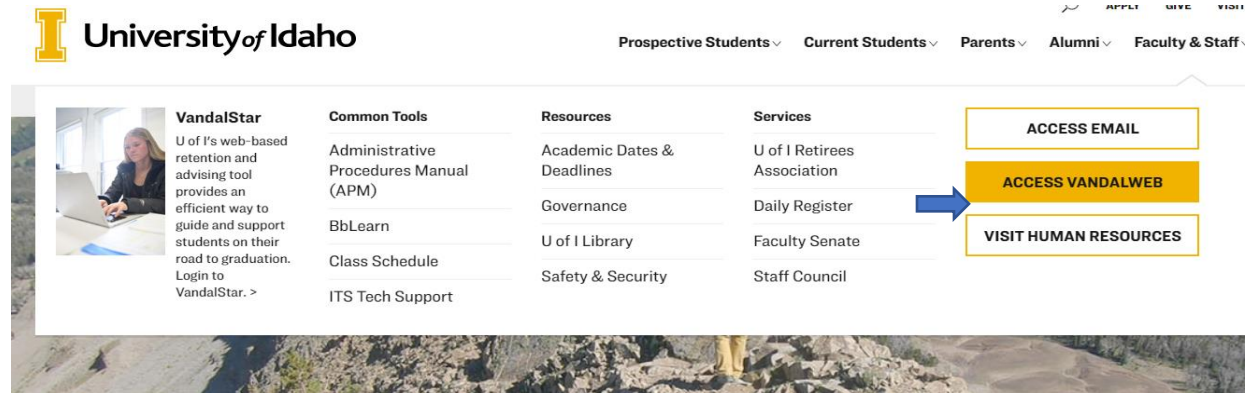 APPLY GIVE VISIT
University of Idaho
Prospective Students Current Students Parents Alumni Faculty & Staff
VandalStar
U of I's web-based
retention and
advising tool
provides an
efficient way to
guide and support
students on their
road to graduation.
Login to
VandalStar. >
Common Tools
Administrative
Procedures Manual
(APM)
BbLearn
Class Schedule
ITS Tech Support
Resources
Academic Dates &
Deadlines
Governance
U of I Library
Safety & Security
Services
U of I Retirees
Association
Daily Register
Faculty Senate
Staff Council
ACCESS EMAIL
ACCESS VANDALWEB
VISIT HUMAN RESOURCES